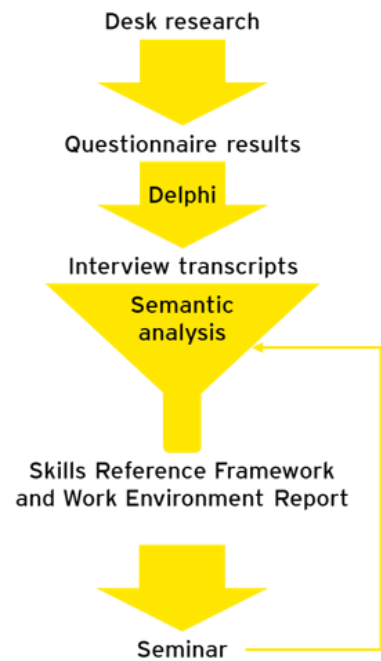 Desk research
Questionnaire results
Delphi
Interview transcripts
Semantic
analysis
Skills Reference Framework
and Work Environment Report
Seminar